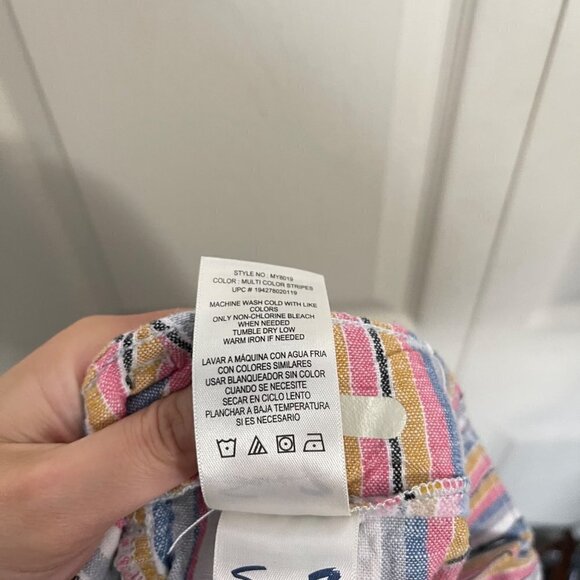 STYLE NO : MY8019
COLOR : MULTI COLOR STRIPES
UPC # 194278020119
MACHINE WASH COLD WITH LIKE
COLORS
ONLY NON-CHLORINE BLEACH
WHEN NEEDED
TUMBLE DRY LOW
WARM IRON IF NEEDED
LAVAR A MÁQUINA CON AGUA FRIA
CON COLORES SIMILARES
USAR BLANQUEADOR SIN COLOR
CUANDO SE NECESITE
SECAR EN CICLO LENTO
PLANCHAR A BAJA TEMPERATURA
SI ES NECESARIO